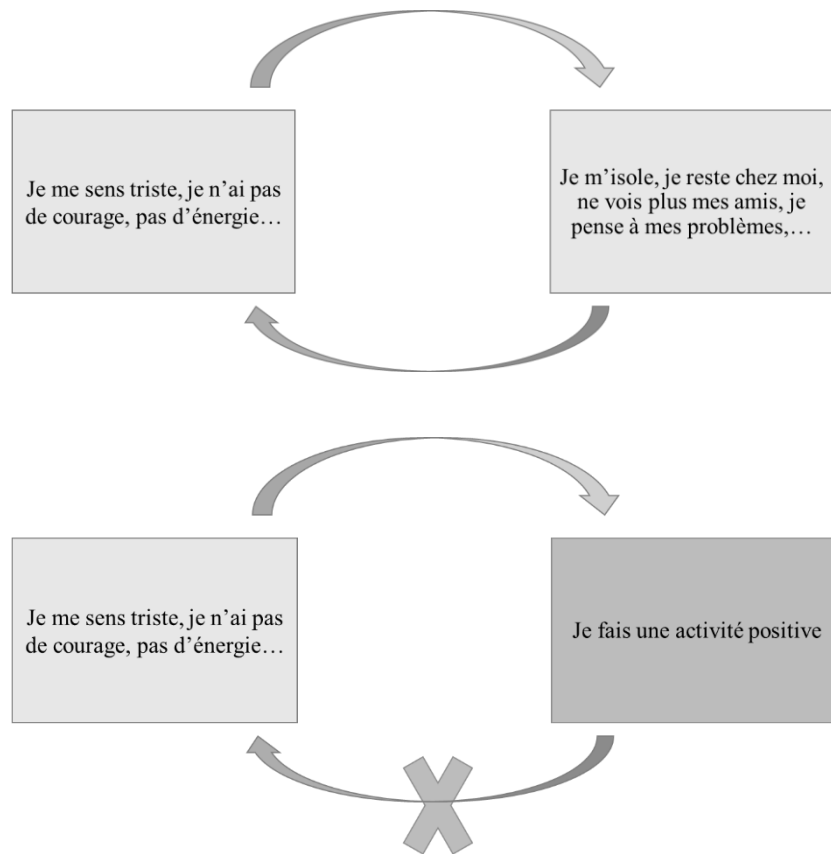 Je me sens triste, je n’ai pas
de courage, pas d’énergie…
Je m’isole, je reste chez moi,
ne vois plus mes amis, je
pense à mes problèmes,…
Je me sens triste, je n’ai pas
de courage, pas d’énergie…
Je fais une activité positive